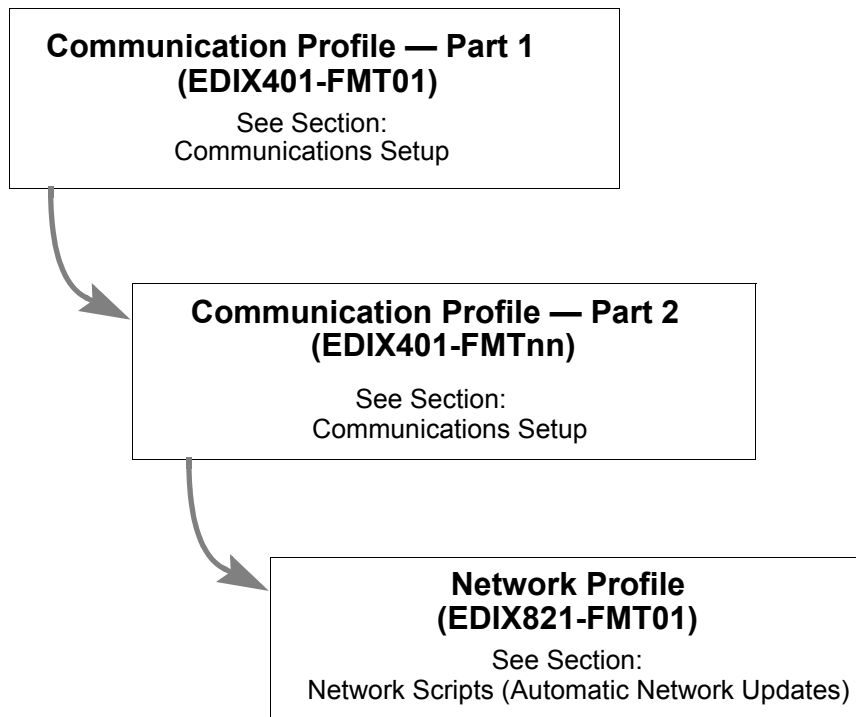 Communication Profile — Part 1
(EDIX401-FMT01)
See Section:
Communications Setup
Communication Profile — Part 2
(EDIX401-FMTnn)
See Section:
Communications Setup
Network Profile
(EDIX821-FMT01)
See Section:
Network Scripts (Automatic Network Updates)